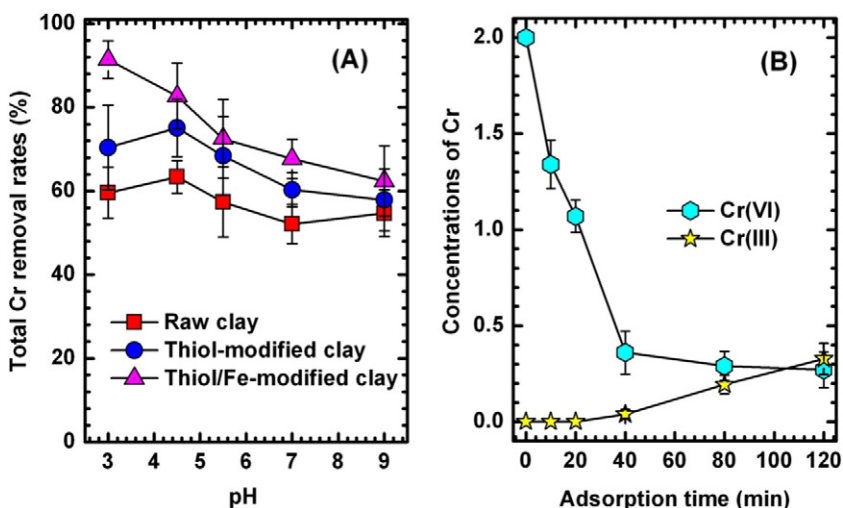 (A)
Total Cr removal rates (%)
100
80
60
40
20
0
Raw clay
Thiol-modified clay
Thiol/Fe-modified clay
3 4 5 6 7 8 9
pH
(B)
Concentrations of Cr
2.0
1.5
1.0
0.5
0.0
Cr(VI)
Cr(III)
0 20 40 60 80 100 120
Adsorption time (min)